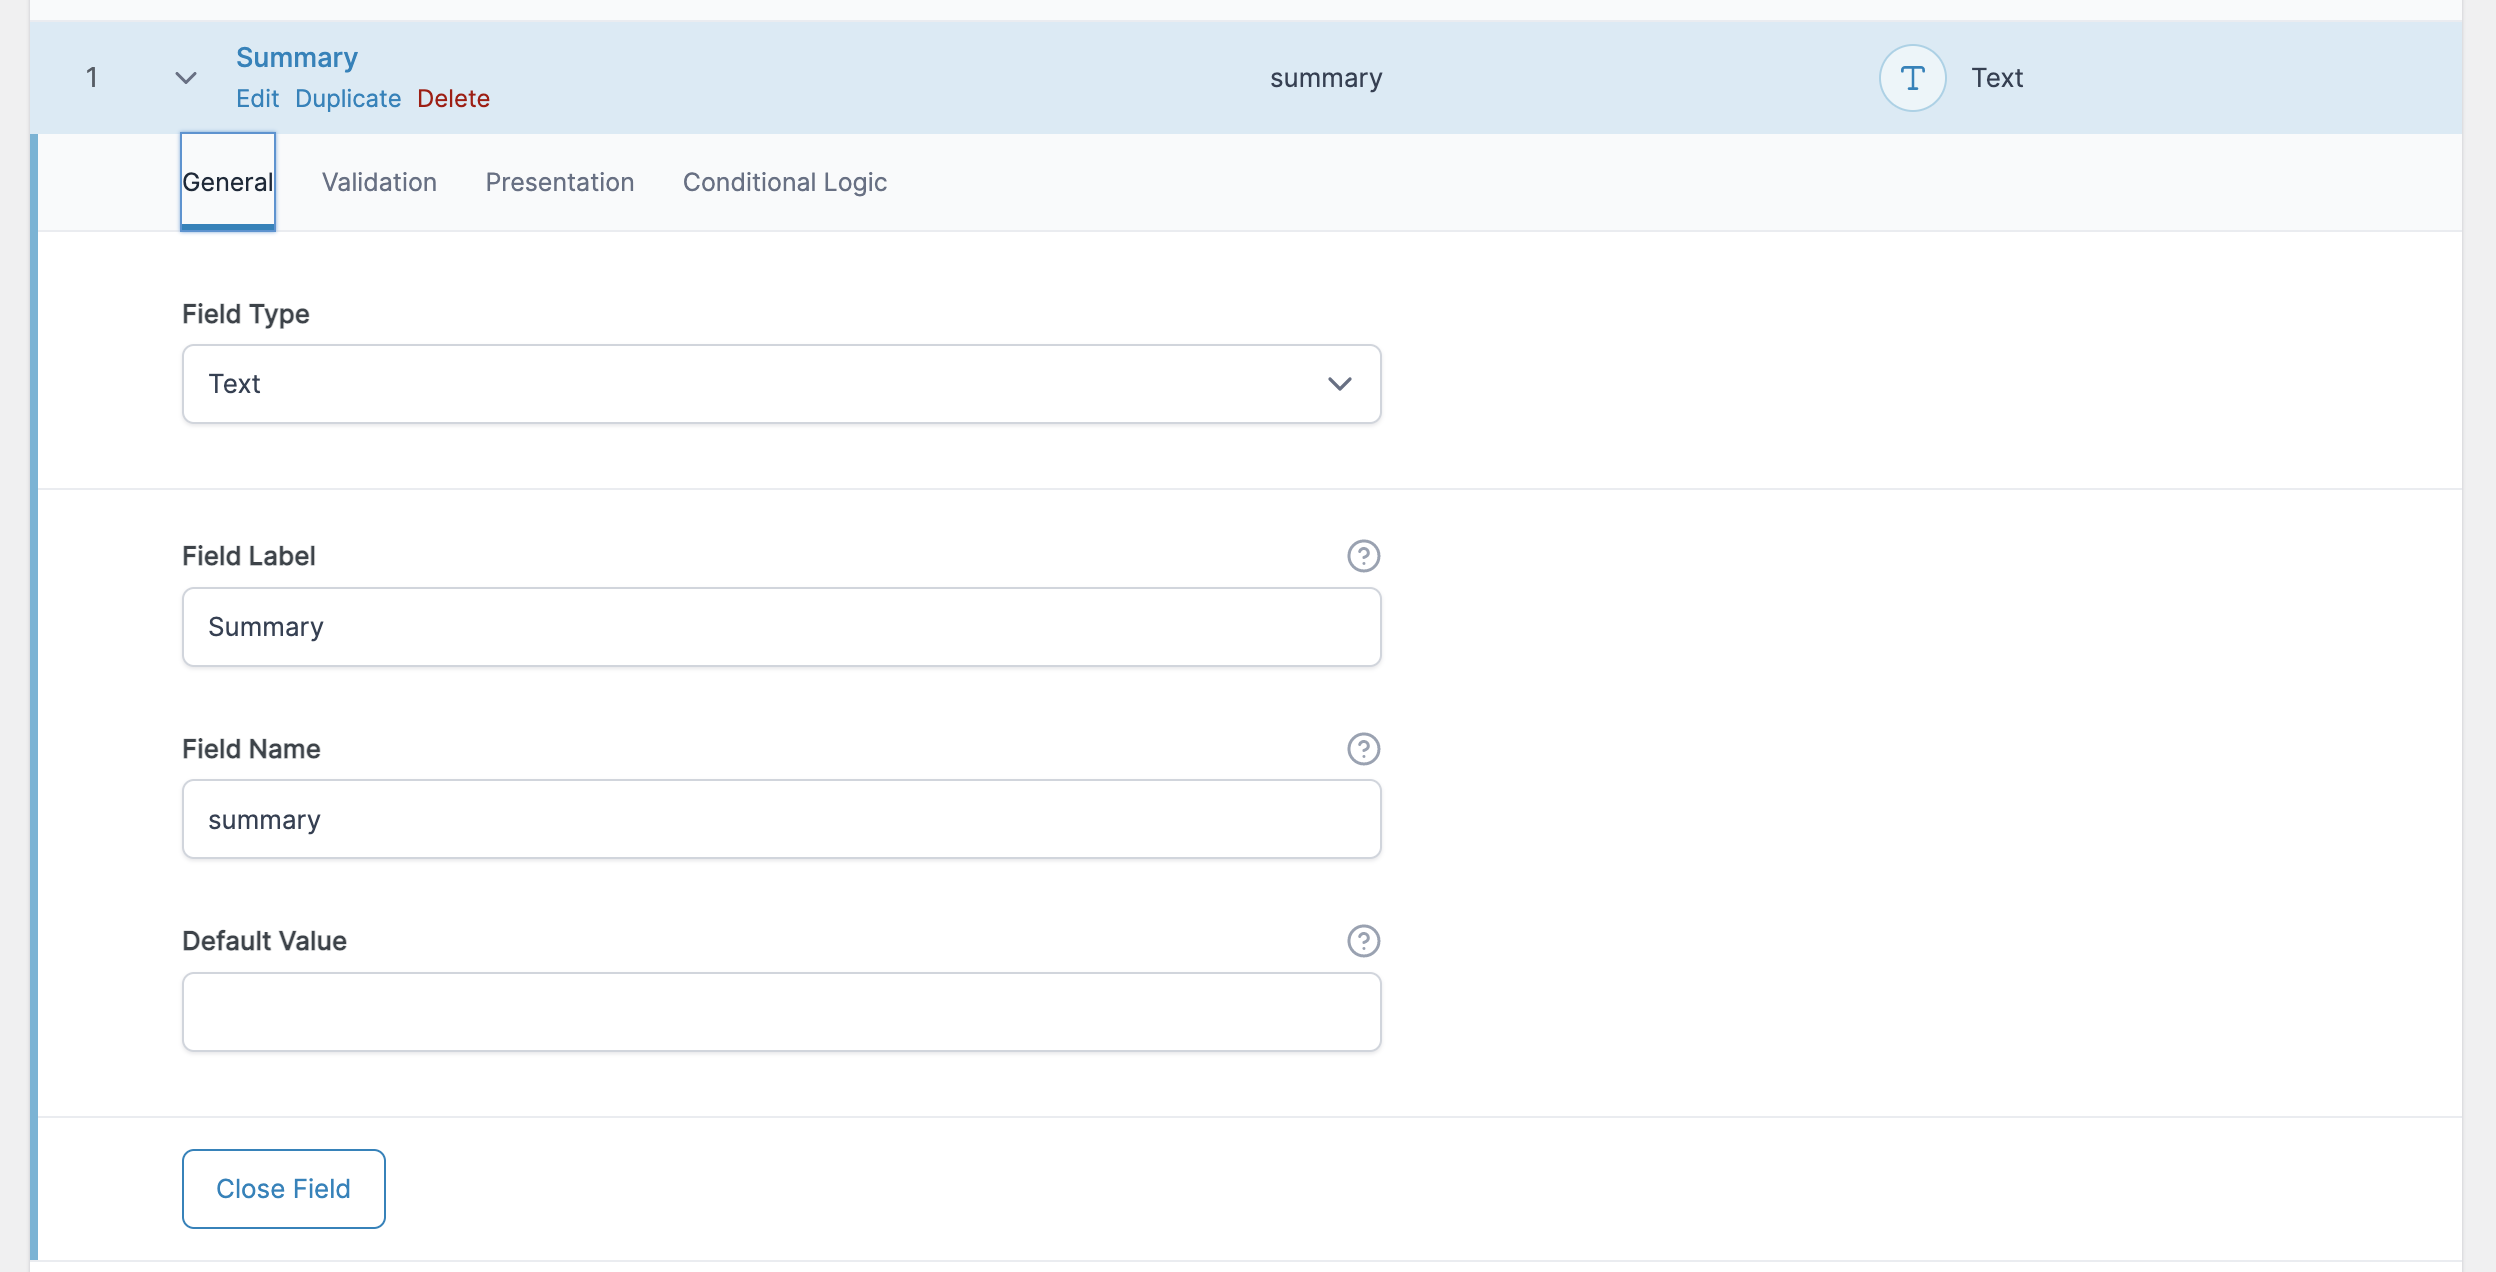 1
Summary
Edit Duplicate Delete
summary
T Text
General Validation Presentation Conditional Logic
Field Type
Text
Field Label ?
Summary
Field Name ?
summary
Default Value ?
Close Field